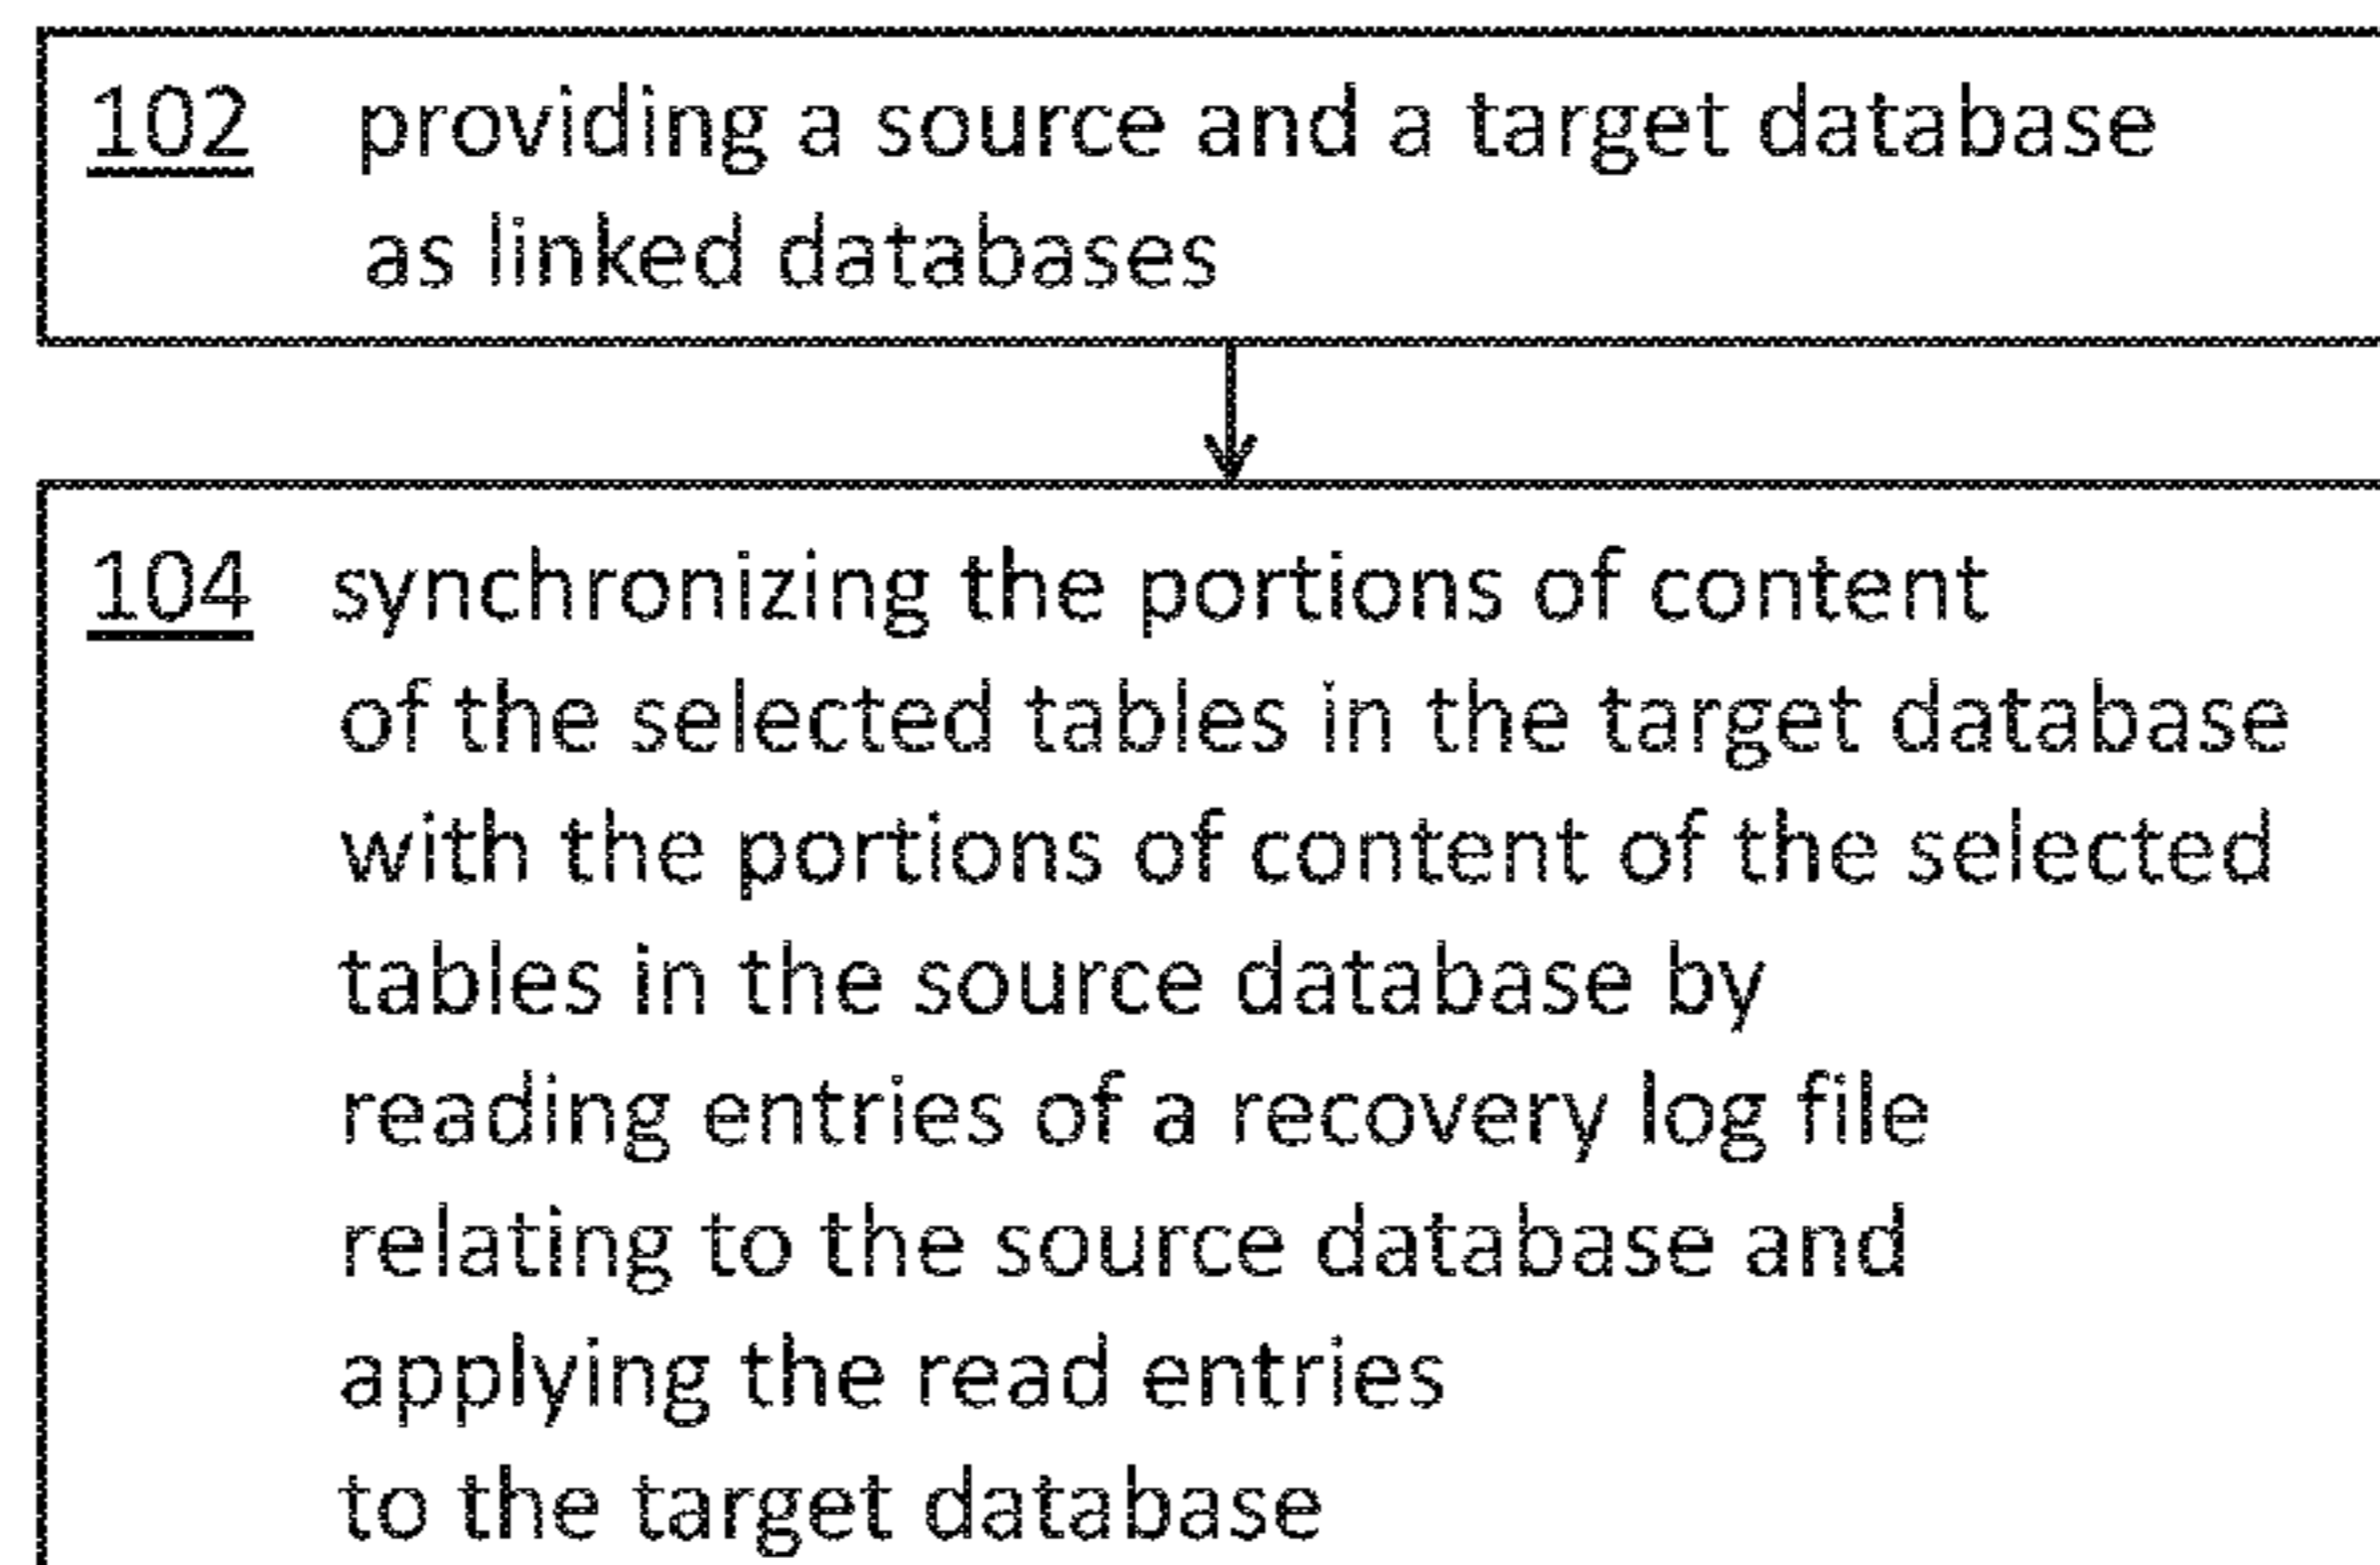 102 providing a source and a target database
as linked databases
104 synchronizing the portions of content
of the selected tables in the target database
with the portions of content of the selected
tables in the source database by
reading entries of a recovery log file
relating to the source database and
applying the read entries
to the target database